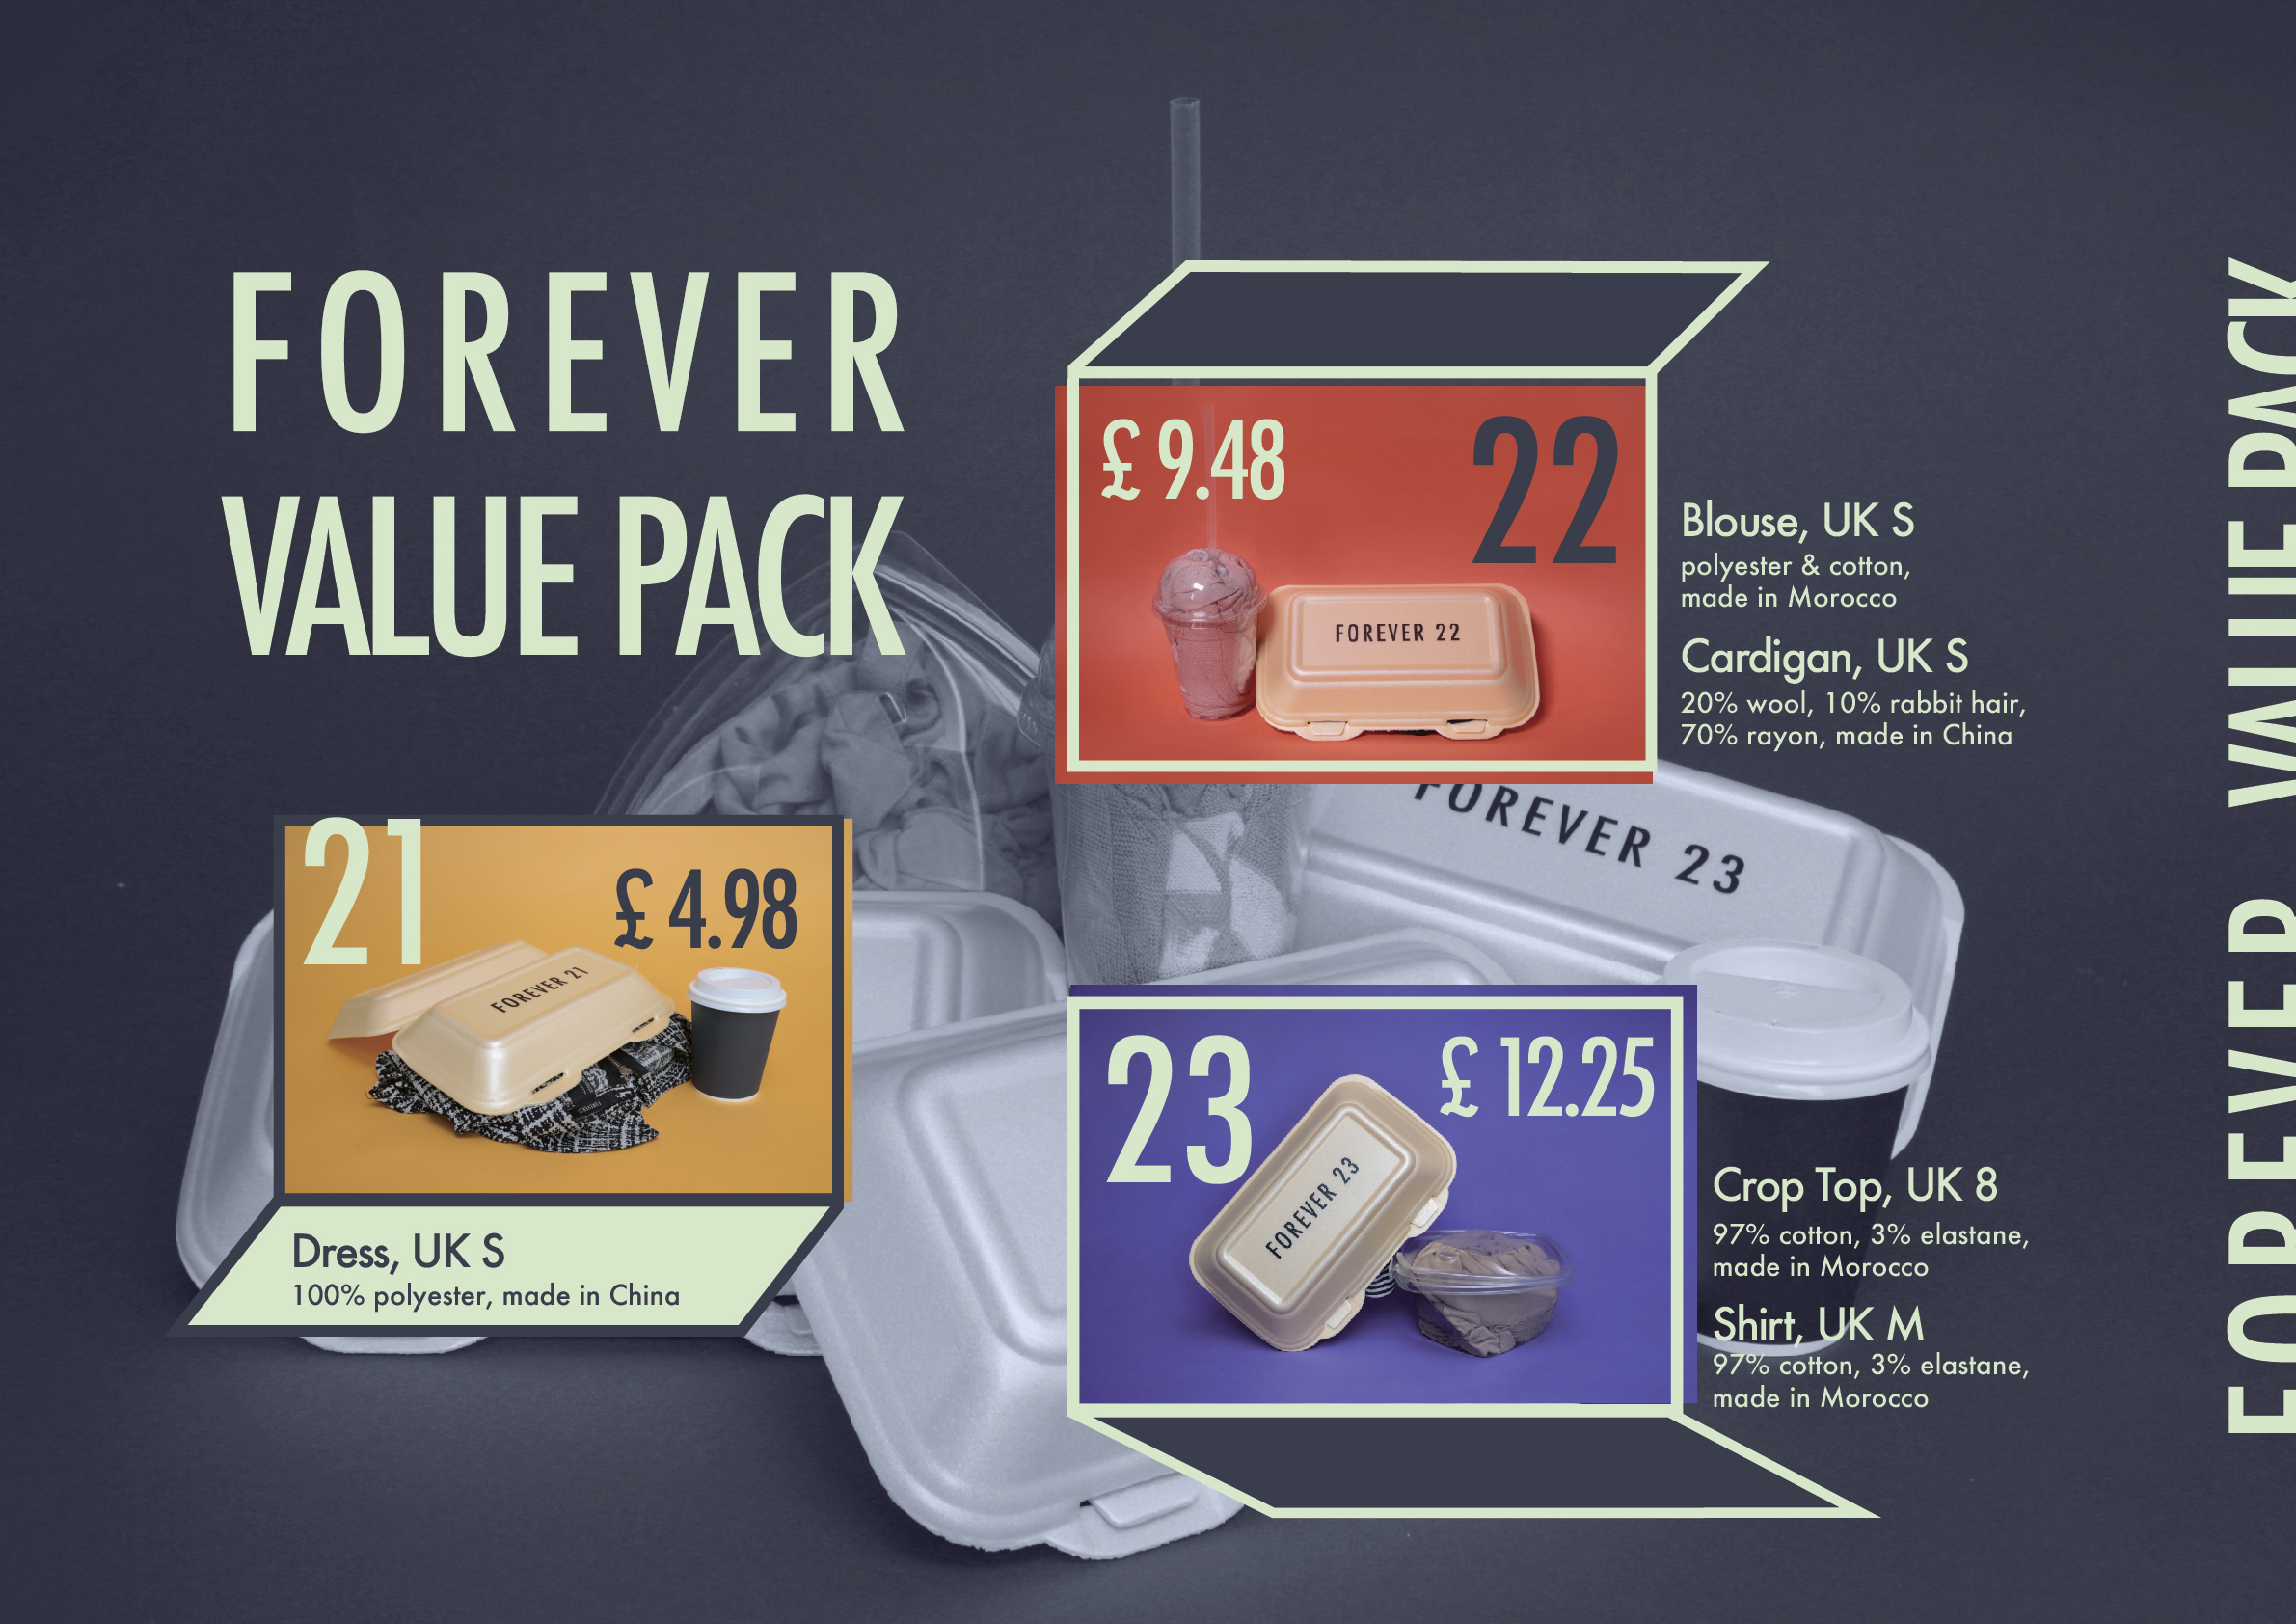 FOREVER
VALUE PACK
£ 9.48
22
FOREVER 22
Blouse, UK S
polyester & cotton,
made in Morocco
Cardigan, UK S
20% wool, 10% rabbit hair,
70% rayon, made in China
FOREVER 23
21
£ 4.98
FOREVER 21
Dress, UK S
100% polyester, made in China
23
£ 12.25
FOREVER 23
Crop Top, UK 8
97% cotton, 3% elastane,
made in Morocco
Shirt, UK M
97% cotton, 3% elastane,
made in Morocco
FOREVER VALUE PACK